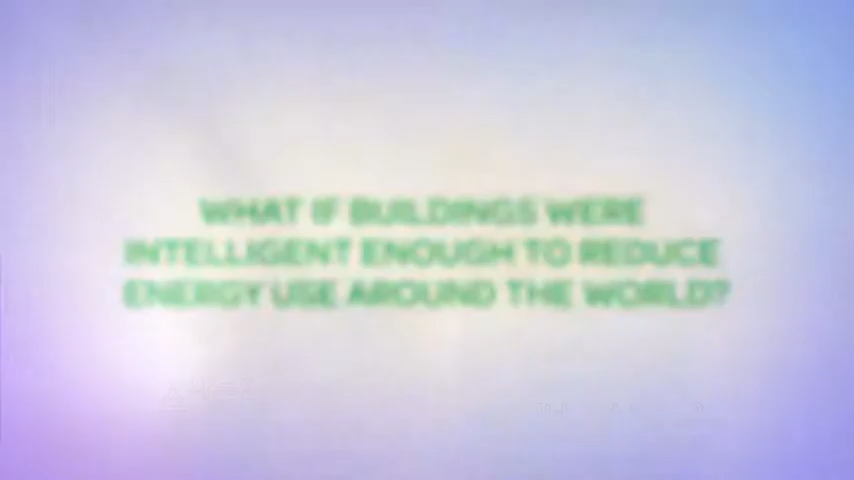 WHAT IF BUILDINGS WERE
INTELLIGENT ENOUGH TO REDUCE
ENERGY USE AROUND THE WORLD?